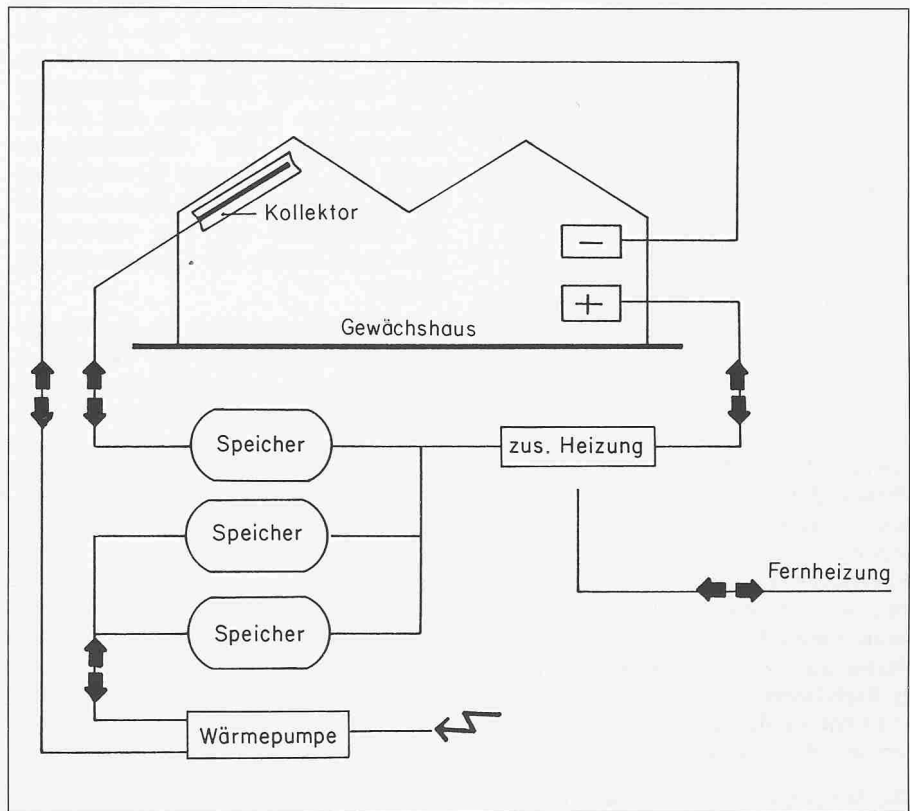 Kollektor
−
+
Gewächshaus
Speicher
zus. Heizung
Speicher
Fernheizung
Speicher
Wärmepumpe